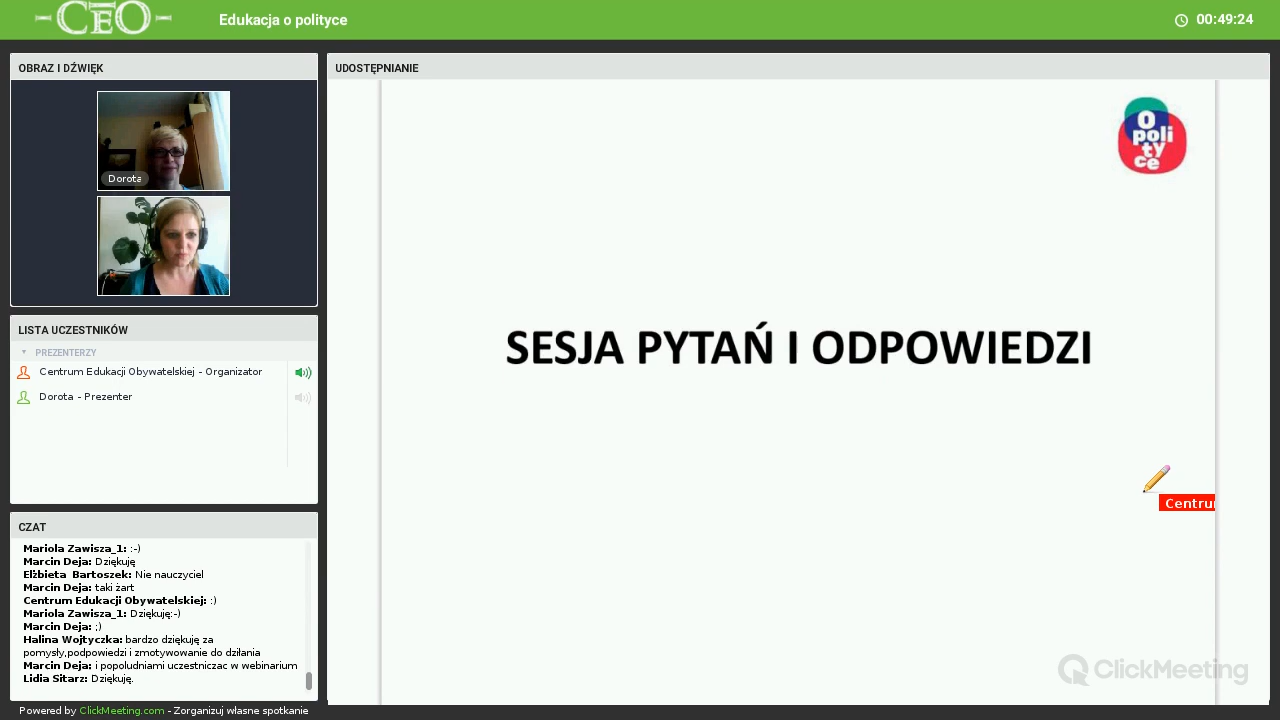 CEO
Edukacja o polityce
00:49:24
OBRAZ I DŹWIĘK
Dorota
LISTA UCZESTNIKÓW
PREZENTERZY
Centrum Edukacji Obywatelskiej - Organizator
Dorota - Prezenter
CZAT
Mariola Zawisza_1: :-)
Marcin Deja: Dziękuję
Elżbieta Bartoszek: Nie nauczyciel
Marcin Deja: taki żart
Centrum Edukacji Obywatelskiej: :)
Mariola Zawisza_1: Dziękuję:-)
Marcin Deja: ;)
Halina Wojtyczka: bardzo dziękuję za
pomysły,podpowiedzi i zmotywowanie do dziłania
Marcin Deja: i popoludniami uczestniczac w webinarium
Lidia Sitarz: Dziękuję.
Powered by ClickMeeting.com - Zorganizuj własne spotkanie
UDOSTĘPNIANIE
O
poli
ty
ce
SESJA PYTAŃ I ODPOWIEDZI
Centru
ClickMeeting